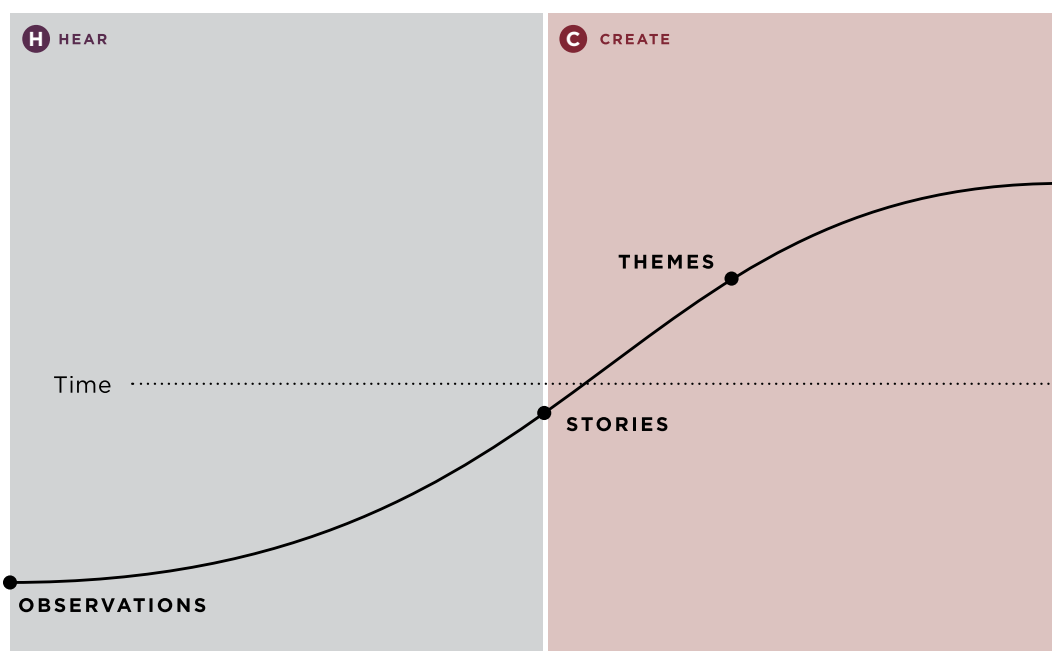 H HEAR
C CREATE
THEMES
Time
STORIES
OBSERVATIONS